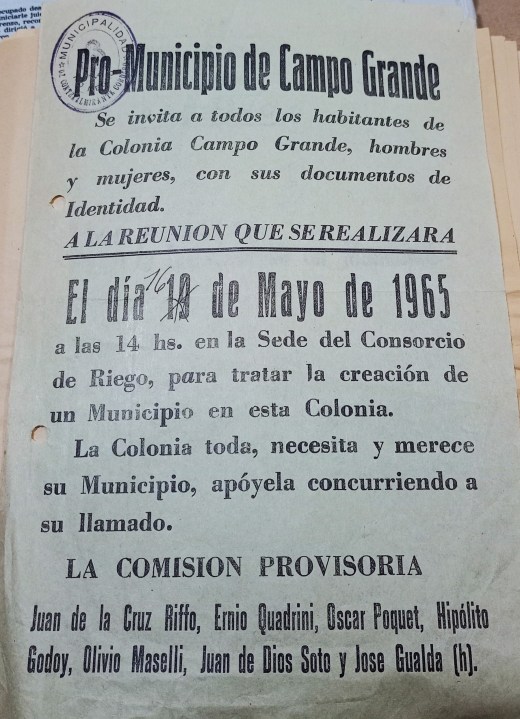 MUNICIPALIDAD
Pro-Municipio de Campo Grande
Se invita a todos los habitantes de
la Colonia Campo Grande, hombres
y mujeres, con sus documentos de
Identidad.
A LA REUNION QUE SE REALIZARA
El día 16 de Mayo de 1965
a las 14 hs. en la Sede del Consorcio
de Riego, para tratar la creación de
un Municipio en esta Colonia.
La Colonia toda, necesita y merece
su Municipio, apóyela concurriendo a
su llamado.
LA COMISION PROVISORIA
Juan de la Cruz Riffo, Ernio Quadrini, Oscar Poquet, Hipólito
Godoy, Olivio Maselli, Juan de Dios Soto y Jose Gualda (h).